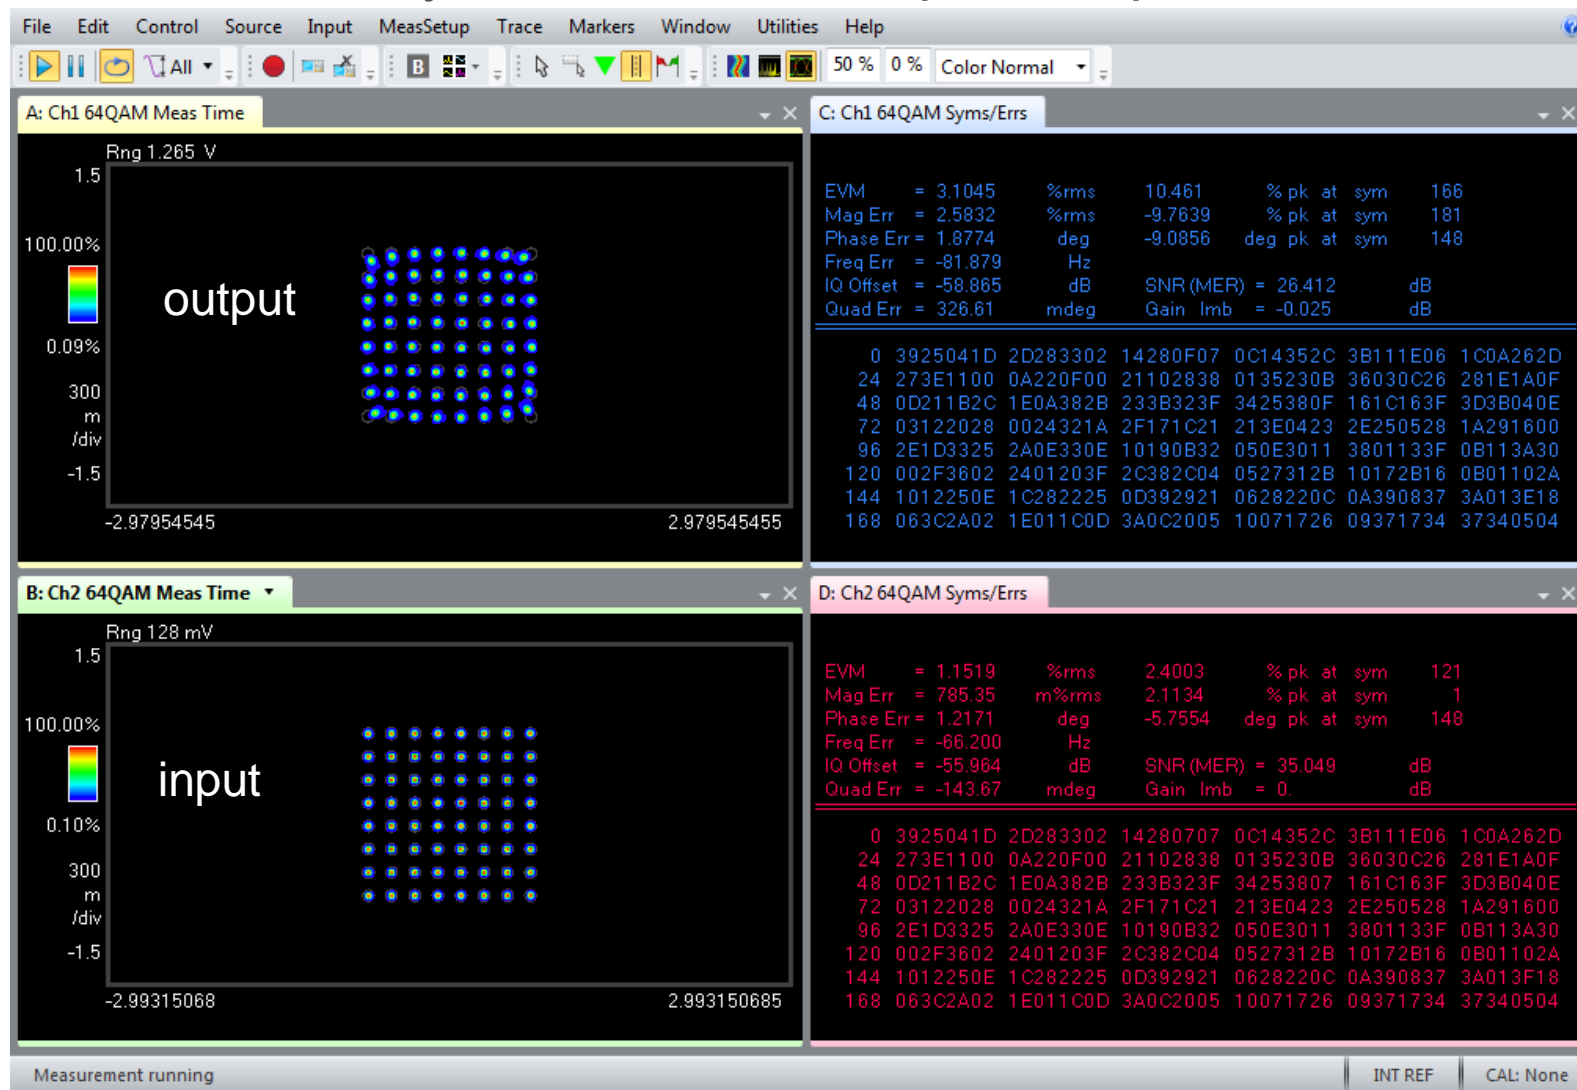 File Edit Control Source Input MeasSetup Trace Markers Window Utilities Help
All B 50 % 0 % Color Normal
A: Ch1 64QAM Meas Time
Rng 1.265 V
1.5
100.00%
output
0.09%
300
m
/div
-1.5
-2.97954545 2.979545455
C: Ch1 64QAM Syms/Errs
EVM = 3.1045 %rms 10.461 % pk at sym 166
Mag Err = 2.5832 %rms -9.7639 % pk at sym 181
Phase Err = 1.8774 deg -9.0856 deg pk at sym 148
Freq Err = -81.879 Hz
IQ Offset = -58.865 dB SNR (MER) = 26.412 dB
Quad Err = 326.61 mdeg Gain Imb = -0.025 dB
0 3925041D 2D283302 14280F07 0C14352C 3B111E06 1C0A262D
24 273E1100 0A220F00 21102838 0135230B 36030C26 281E1A0F
48 0D211B2C 1E0A382B 233B323F 3425380F 161C163F 3D3B040E
72 03122028 0024321A 2F171C21 213E0423 2E250528 1A291600
96 2E1D3325 2A0E330E 10190B32 050E3011 3801133F 0B113A30
120 002F3602 2401203F 2C382C04 0527312B 10172B16 0B01102A
144 1012250E 1C282225 0D392921 0628220C 0A390837 3A013E18
168 063C2A02 1E011C0D 3A0C2005 10071726 09371734 37340504
B: Ch2 64QAM Meas Time
Rng 128 mV
1.5
100.00%
input
0.10%
300
m
/div
-1.5
-2.99315068 2.993150685
D: Ch2 64QAM Syms/Errs
EVM = 1.1519 %rms 2.4003 % pk at sym 121
Mag Err = 785.35 m%rms 2.1134 % pk at sym 1
Phase Err = 1.2171 deg -5.7554 deg pk at sym 148
Freq Err = -66.200 Hz
IQ Offset = -55.964 dB SNR (MER) = 35.049 dB
Quad Err = -143.67 mdeg Gain Imb = 0. dB
0 3925041D 2D283302 14280707 0C14352C 3B111E06 1C0A262D
24 273E1100 0A220F00 21102838 0135230B 36030C26 281E1A0F
48 0D211B2C 1E0A382B 233B323F 34253807 161C163F 3D3B040E
72 03122028 0024321A 2F171C21 213E0423 2E250528 1A291600
96 2E1D3325 2A0E330E 10190B32 050E3011 3801133F 0B113A30
120 002F3602 2401203F 2C382C04 0527312B 10172B16 0B01102A
144 1012250E 1C282225 0D392921 0628220C 0A390837 3A013F18
168 063C2A02 1E011C0D 3A0C2005 10071726 09371734 37340504
Measurement running INT REF CAL: None